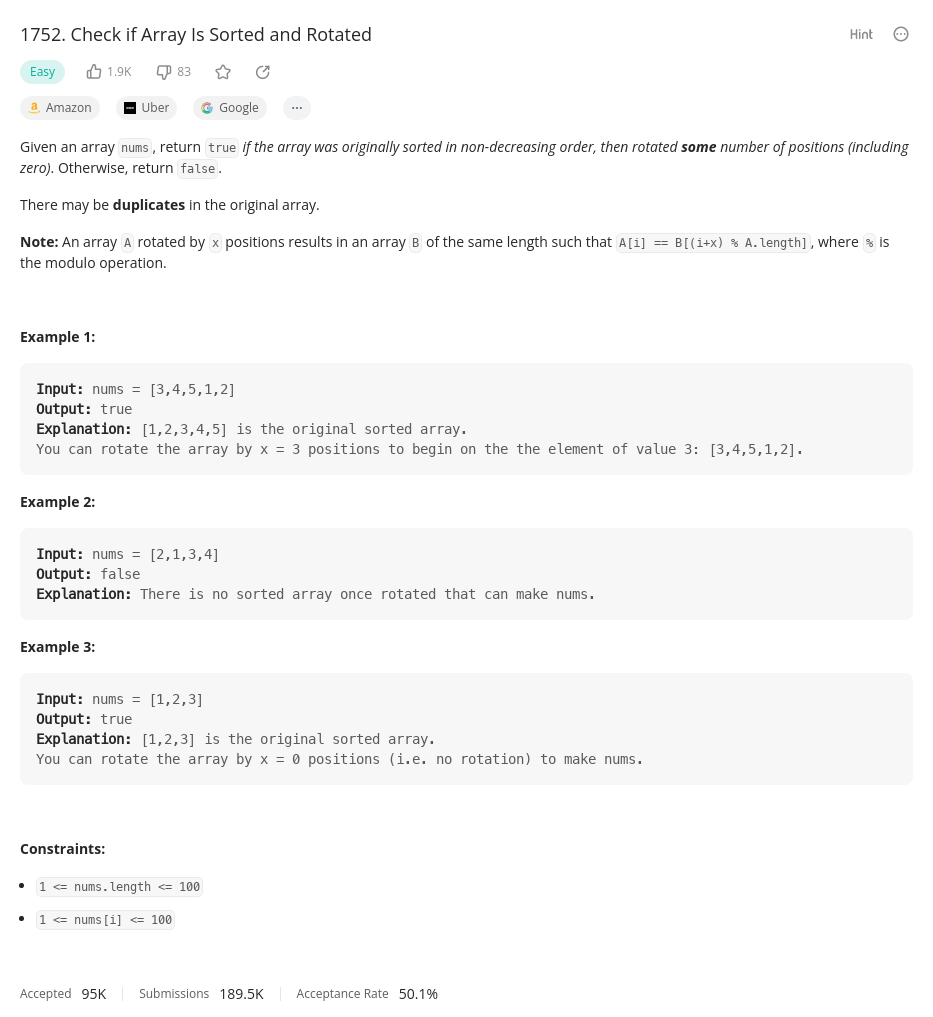 1752. Check if Array Is Sorted and Rotated
Hint
Easy 1.9K 83
Amazon Uber Google
Given an array nums, return true if the array was originally sorted in non-decreasing order, then rotated some number of positions (including
zero). Otherwise, return false.
There may be duplicates in the original array.
Note: An array A rotated by x positions results in an array B of the same length such that A[i] == B[(i+x) % A.length], where % is
the modulo operation.
Example 1:
Input: nums = [3,4,5,1,2]
Output: true
Explanation: [1,2,3,4,5] is the original sorted array.
You can rotate the array by x = 3 positions to begin on the the element of value 3: [3,4,5,1,2].
Example 2:
Input: nums = [2,1,3,4]
Output: false
Explanation: There is no sorted array once rotated that can make nums.
Example 3:
Input: nums = [1,2,3]
Output: true
Explanation: [1,2,3] is the original sorted array.
You can rotate the array by x = 0 positions (i.e. no rotation) to make nums.
Constraints:
1 <= nums.length <= 100
1 <= nums[i] <= 100
Accepted 95K Submissions 189.5K Acceptance Rate 50.1%